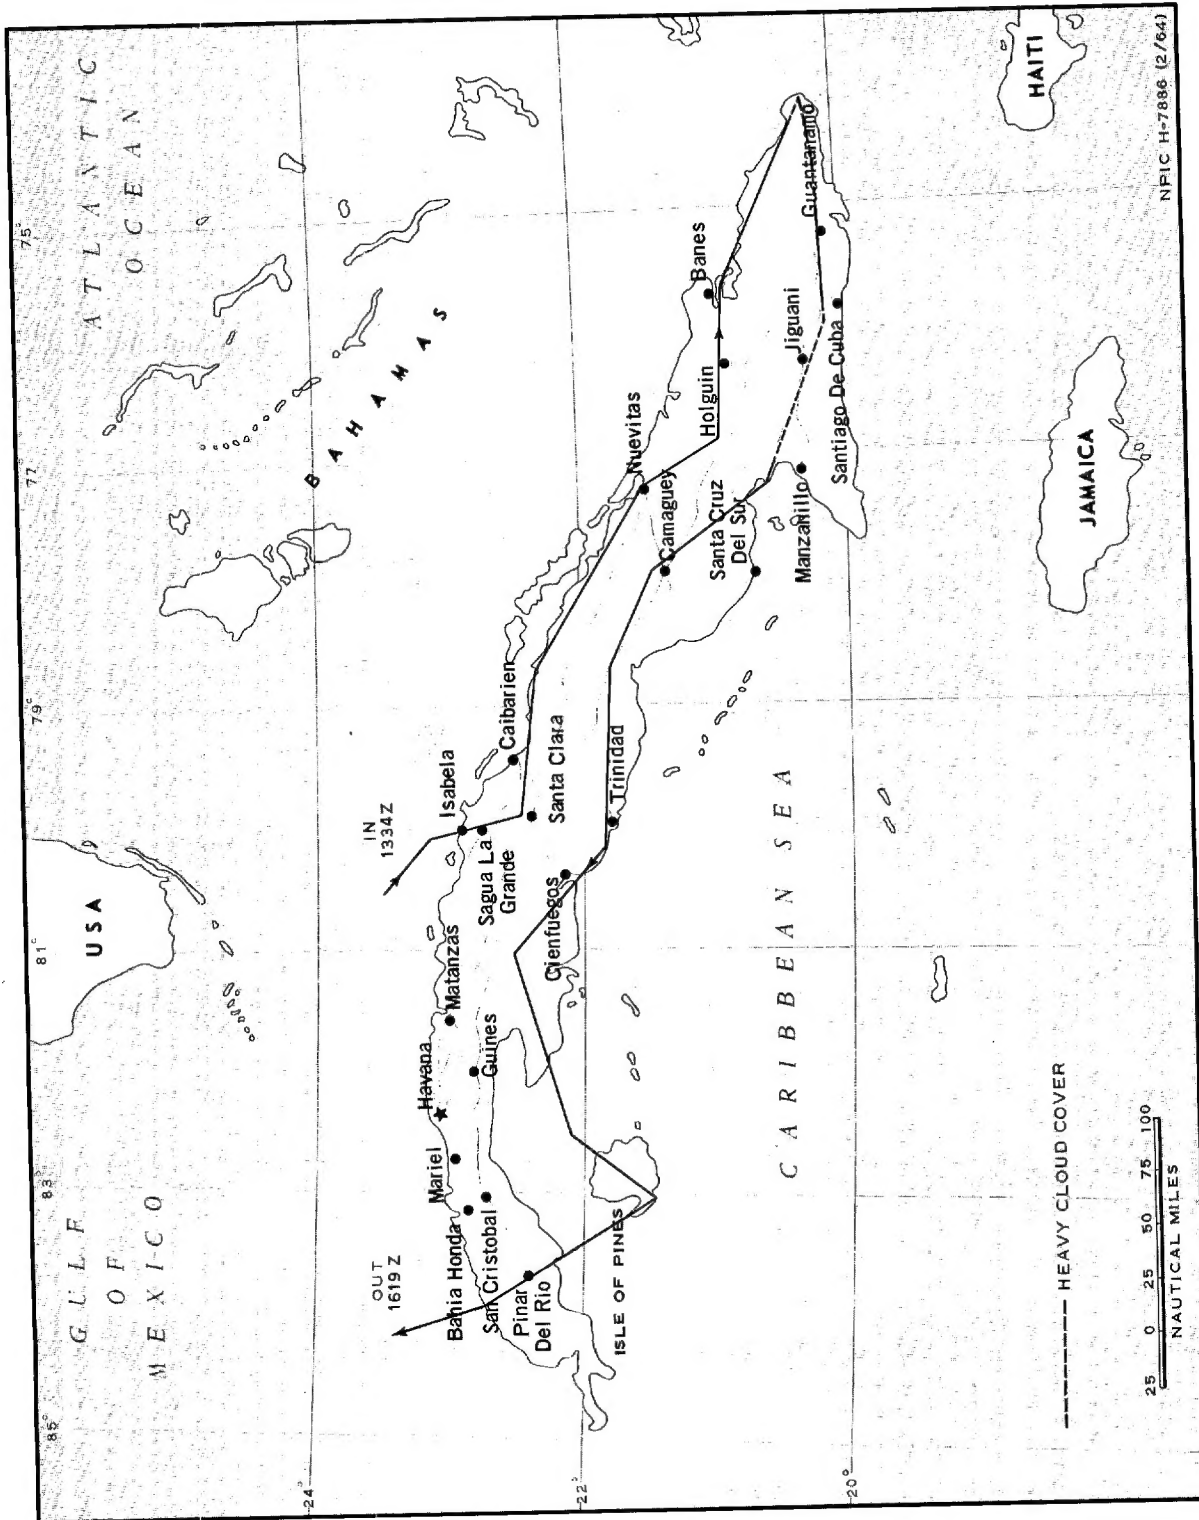 85°
83°
81°
79°
77°
75°
GULF
OF
MEXICO
USA
ATLANTIC
OCEAN
BAHAMAS
24°
22°
20°
OUT
1619 Z
IN
1334 Z
Bahia Honda
San Cristobal
Pinar
Del Rio
Mariel
Havana
Guines
Matanzas
ISLE OF PINES
Isabela
Sagua La
Grande
Cienfuegos
Caibarien
Santa Clara
Trinidad
Nuevitas
Camaguey
Santa Cruz
Del Sur
Manzanillo
Holguin
Banes
Jiguani
Santiago De Cuba
Guantanamo
HAITI
JAMAICA
CARIBBEAN SEA
HEAVY CLOUD COVER
25 0 25 50 75 100
NAUTICAL MILES
NPIC H-7886 (2/64)